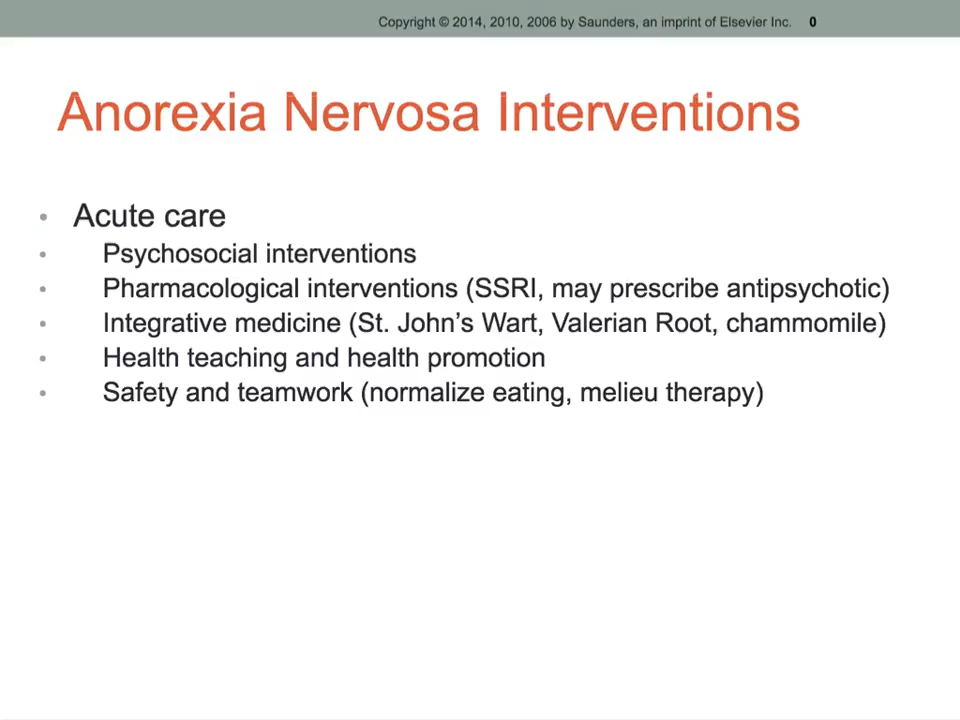 Copyright © 2014, 2010, 2006 by Saunders, an imprint of Elsevier Inc. 0
Anorexia Nervosa Interventions
• Acute care
• Psychosocial interventions
• Pharmacological interventions (SSRI, may prescribe antipsychotic)
• Integrative medicine (St. John’s Wart, Valerian Root, chammomile)
• Health teaching and health promotion
• Safety and teamwork (normalize eating, melieu therapy)